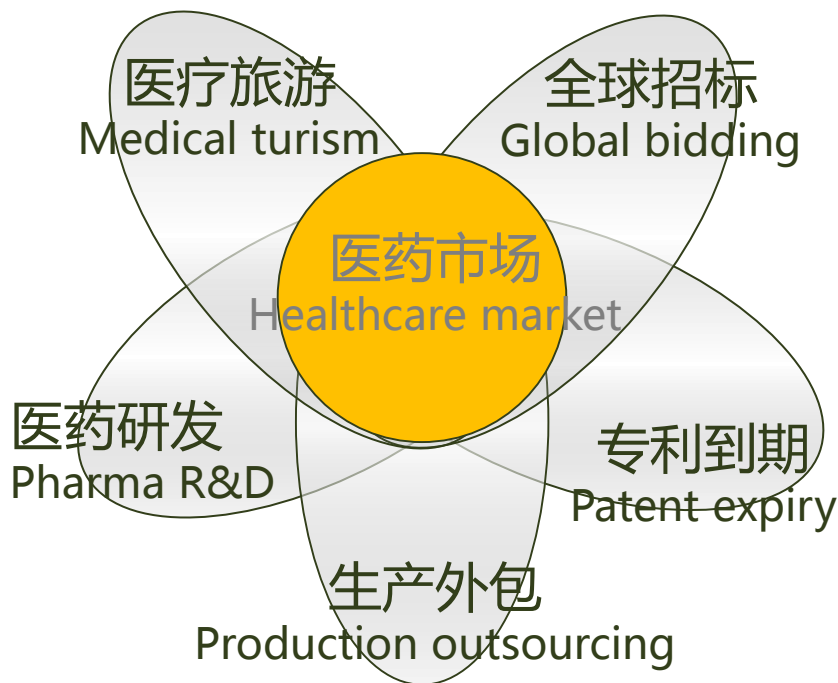 医疗旅游
Medical turism
全球招标
Global bidding
医药市场
Healthcare market
医药研发
Pharma R&D
专利到期
Patent expiry
生产外包
Production outsourcing